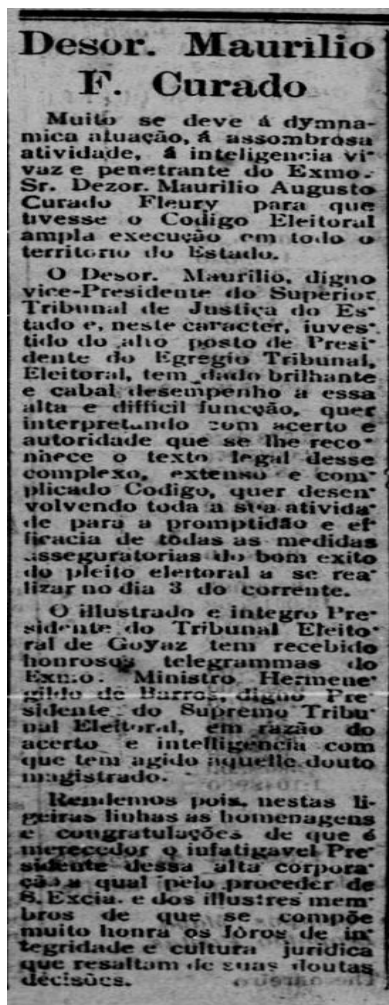 Desor. Maurilio
F. Curado
Muito se deve á dyna-
mica atuação, á assombrosa
atividade, á inteligencia vi-
vaz e penetrante do Exmo.
Sr. Dezor. Maurilio Augusto
Curado Fleury para que
tivesse o Codigo Eleitoral
ampla execução em todo o
territorio do Estado.
O Desor. Maurilio, digno
vice-Presidente do Superior
Tribunal de Justiça do Es-
tado e, neste caracter, iuves-
tido do alto posto de Presi-
dente do Egregio Tribunal,
Eleitoral, tem dado brilhante
e cabal desempenho a essa
alta e difficil funcção, quer
interpretando com acerto e
autoridade que se lhe reco-
nhece o texto legal desse
complexo, extenso e com-
plicado Codigo, quer desen-
volvendo toda a sua ativida-
de para a promptidão e ef-
ficacia de todas as medidas
asseguratorias do bom exito
do pleito eleitoral a se rea-
lizar no dia 3 do corrente.
O illustrado e integro Pre-
sidente do Tribunal Eleito-
ral de Goyaz tem recebido
honrosos telegrammas do
Exmo. Ministro Hermene-
gildo de Barros, digno Pre-
sidente do Supremo Tribu-
nal Eleitoral, em razão do
acerto e intelligencia com
que tem agido aquelle douto
magistrado.
Rendemos pois, nestas li-
geiras linhas as homenagens
e congratulações de que é
merecedor o infatigavel Pre-
sidente dessa alta corpora-
ção a qual pelo proceder de
S. Excia. e dos illustres mem-
bros de que se compõe
muito honra os fóros de in-
tegridade e cultura juridica
que resaltam de suas doutas
decisões.